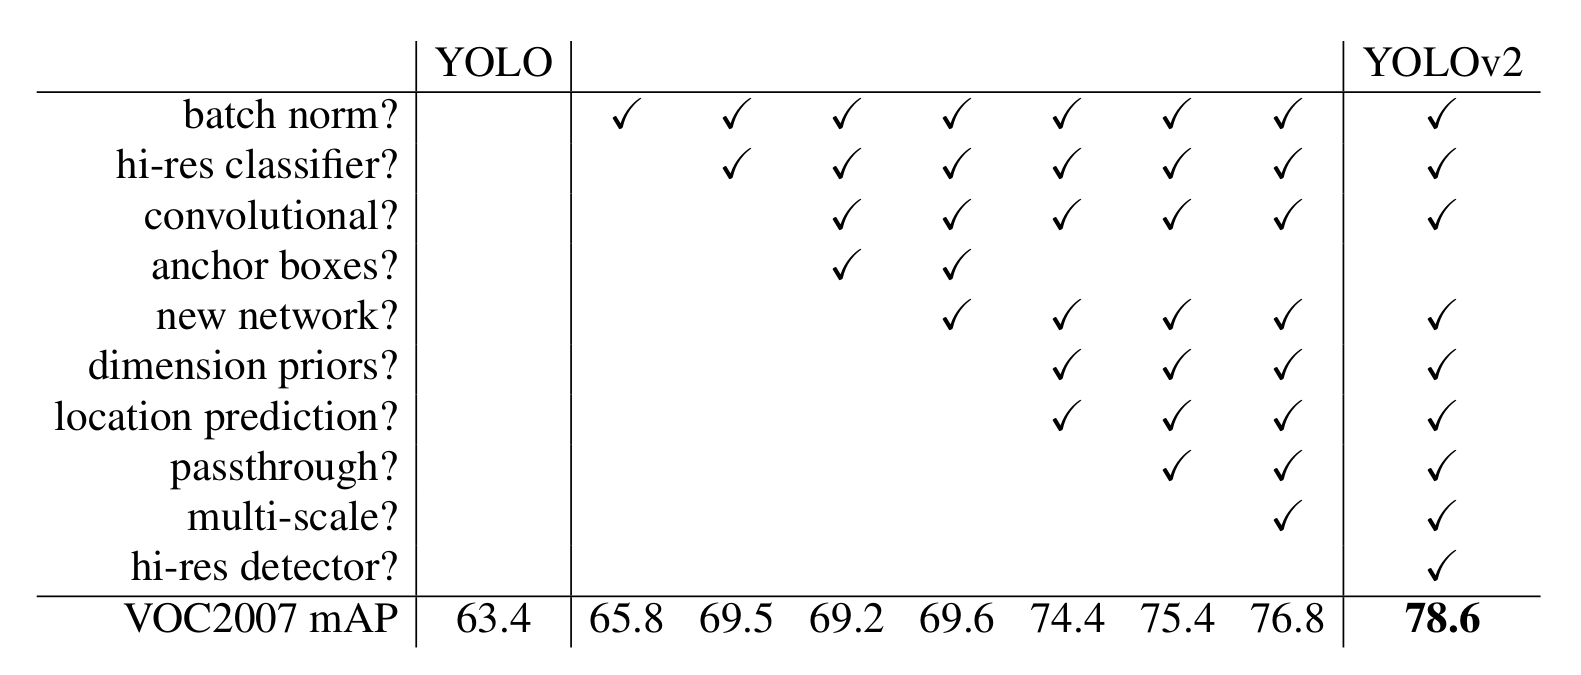 YOLO YOLOv2
batch norm? ✓ ✓ ✓ ✓ ✓ ✓ ✓ ✓
hi-res classifier? ✓ ✓ ✓ ✓ ✓ ✓ ✓
convolutional? ✓ ✓ ✓ ✓ ✓ ✓
anchor boxes? ✓ ✓
new network? ✓ ✓ ✓ ✓ ✓
dimension priors? ✓ ✓ ✓ ✓
location prediction? ✓ ✓ ✓ ✓
passthrough? ✓ ✓ ✓
multi-scale? ✓ ✓
hi-res detector? ✓
VOC2007 mAP 63.4 65.8 69.5 69.2 69.6 74.4 75.4 76.8 78.6